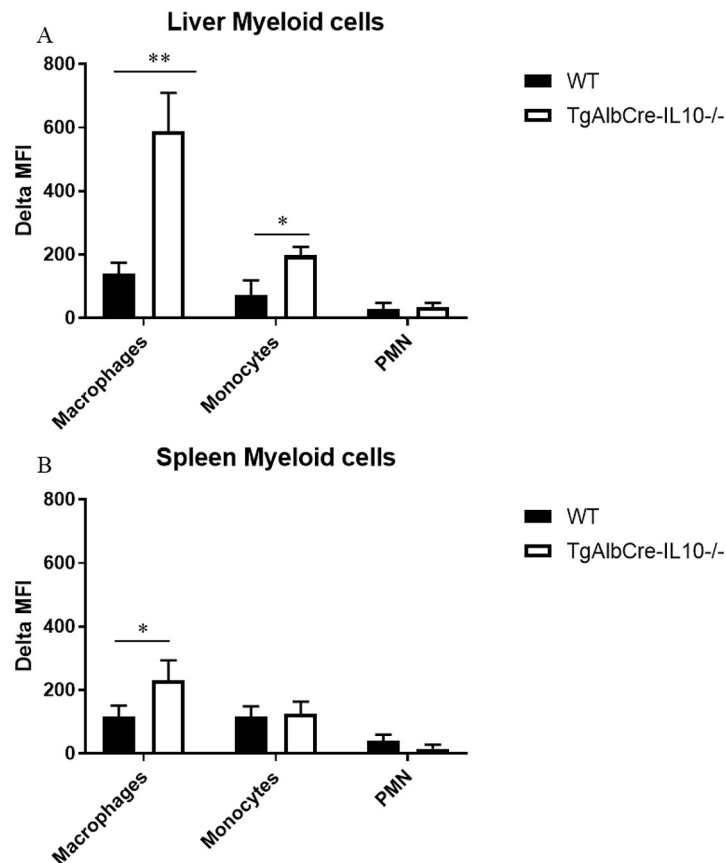 A
Liver Myeloid cells
800
600
400
200
0
Delta MFI
**
*
WT
TgAlbCre-IL10-/-
Macrophages
Monocytes
PMN
B
Spleen Myeloid cells
800
600
400
200
0
Delta MFI
*
WT
TgAlbCre-IL10-/-
Macrophages
Monocytes
PMN